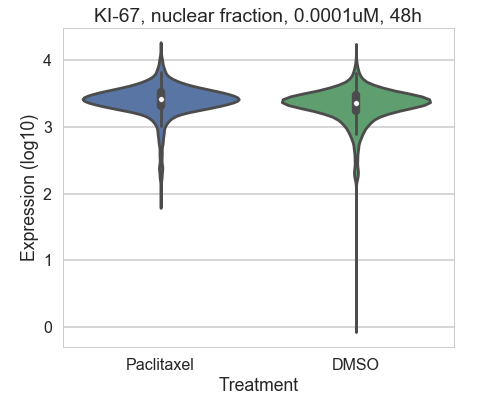 KI-67, nuclear fraction, 0.0001uM, 48h
Expression (log10)
4
3
2
1
0
Paclitaxel DMSO
Treatment